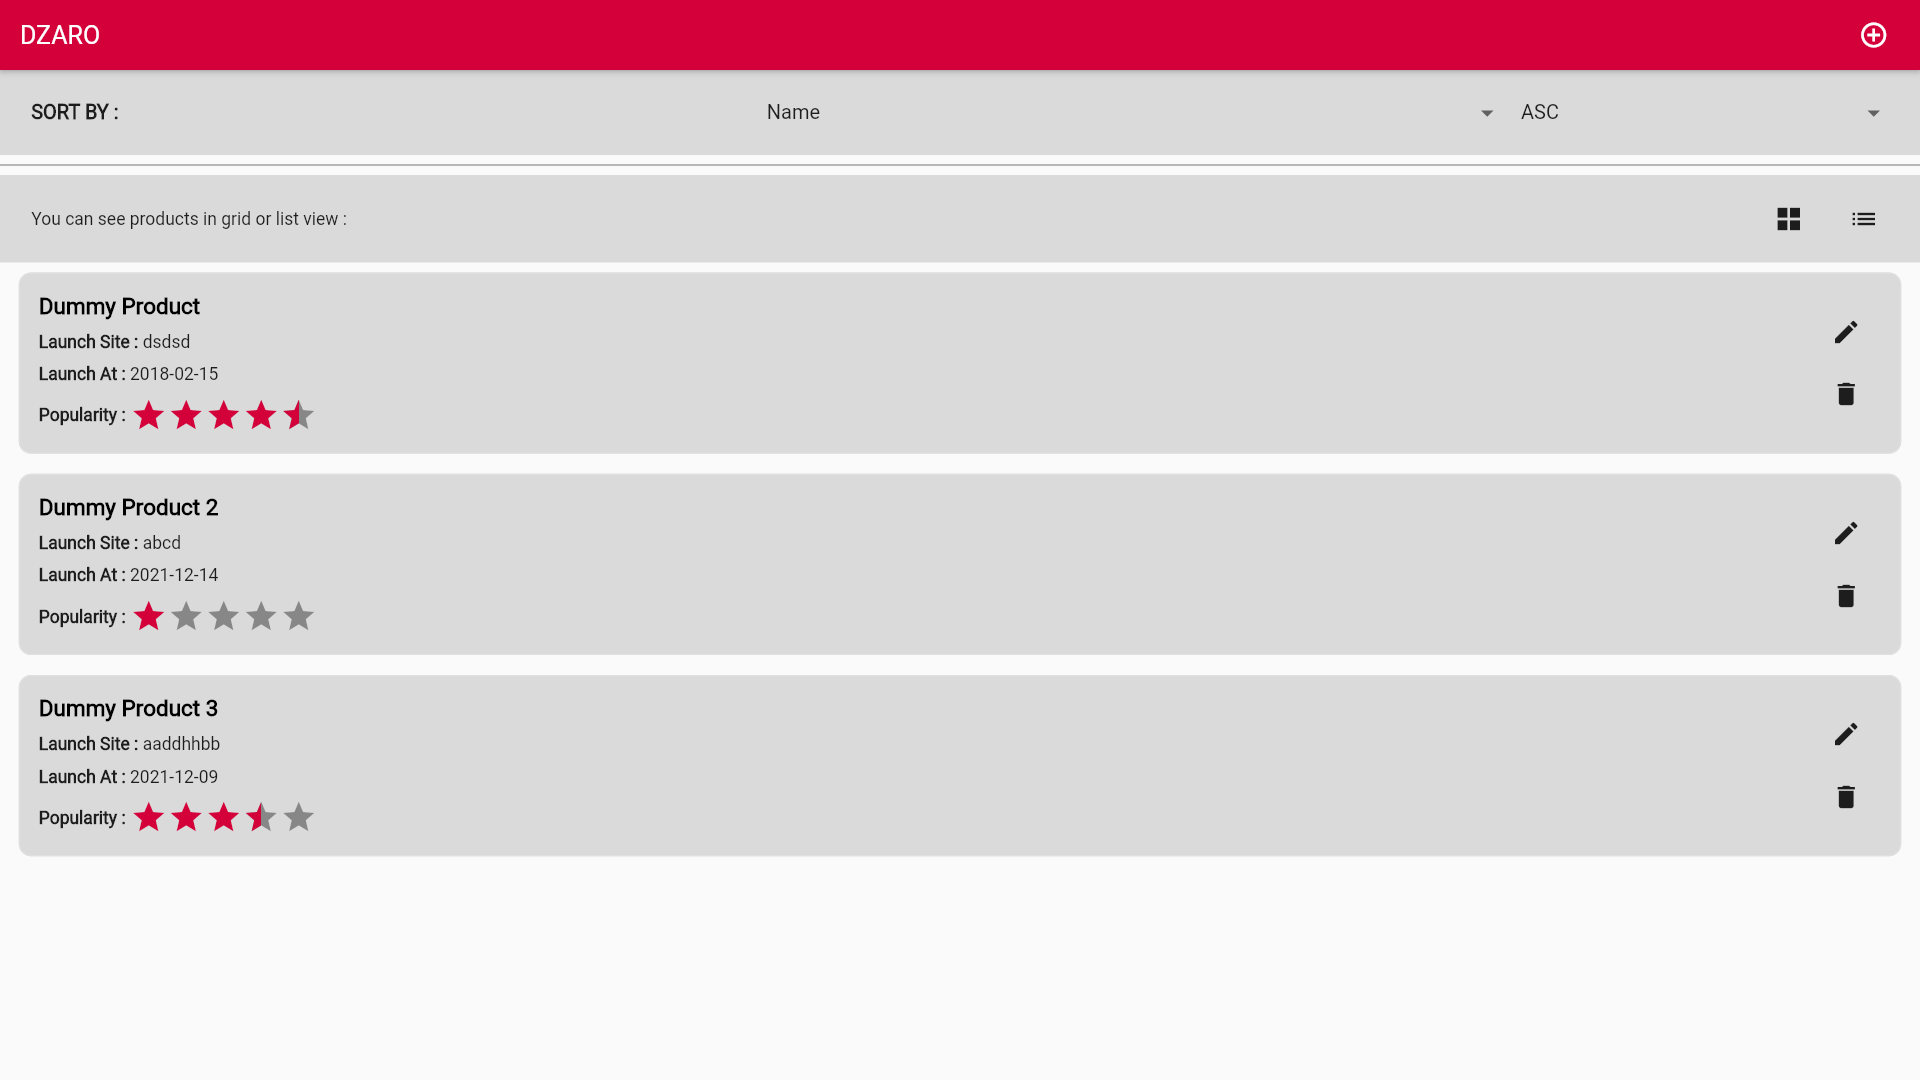 DZARO
SORT BY : Name ASC
You can see products in grid or list view :
Dummy Product
Launch Site : dsdsd
Launch At : 2018-02-15
Popularity :
Dummy Product 2
Launch Site : abcd
Launch At : 2021-12-14
Popularity :
Dummy Product 3
Launch Site : aaddhhbb
Launch At : 2021-12-09
Popularity :